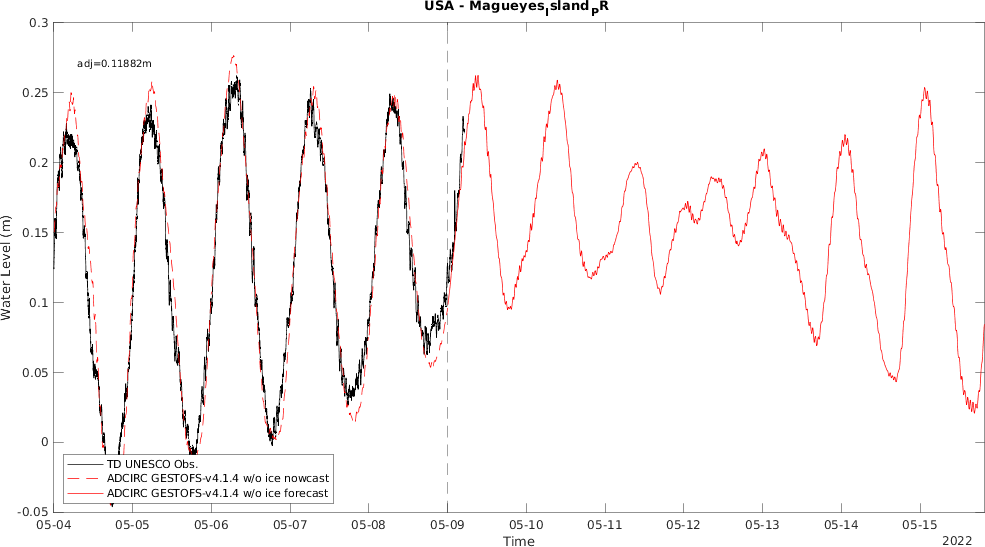 USA - Magueyes_Island_PR
0.3
adj=0.11882m
0.25
0.2
0.15
0.1
0.05
0
-0.05
Water Level (m)
TD UNESCO Obs.
ADCIRC GESTOFS-v4.1.4 w/o ice nowcast
ADCIRC GESTOFS-v4.1.4 w/o ice forecast
05-04 05-05 05-06 05-07 05-08 05-09 05-10 05-11 05-12 05-13 05-14 05-15
Time
2022